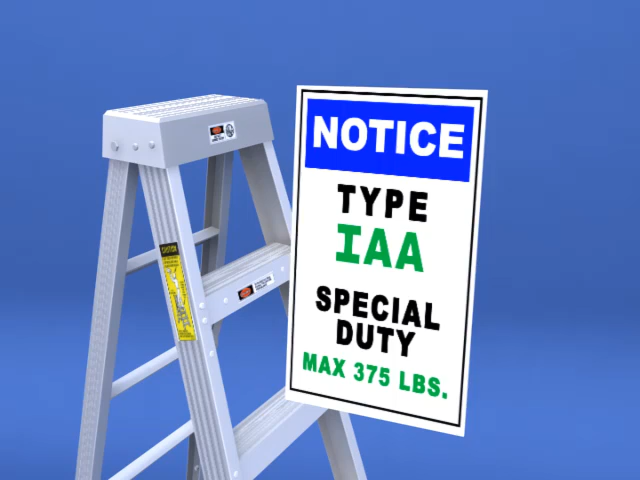 NOTICE
TYPE
IAA
SPECIAL
DUTY
MAX 375 LBS.